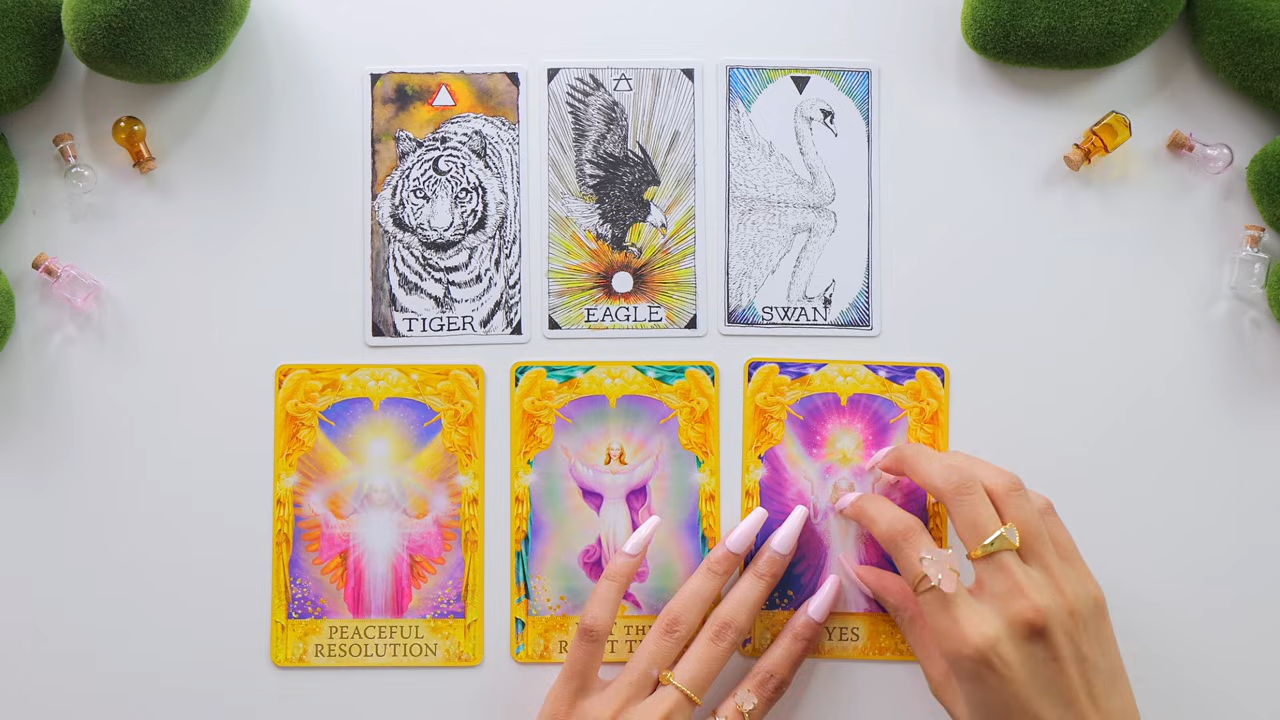 TIGER
EAGLE
SWAN
PEACEFUL
RESOLUTION
YES